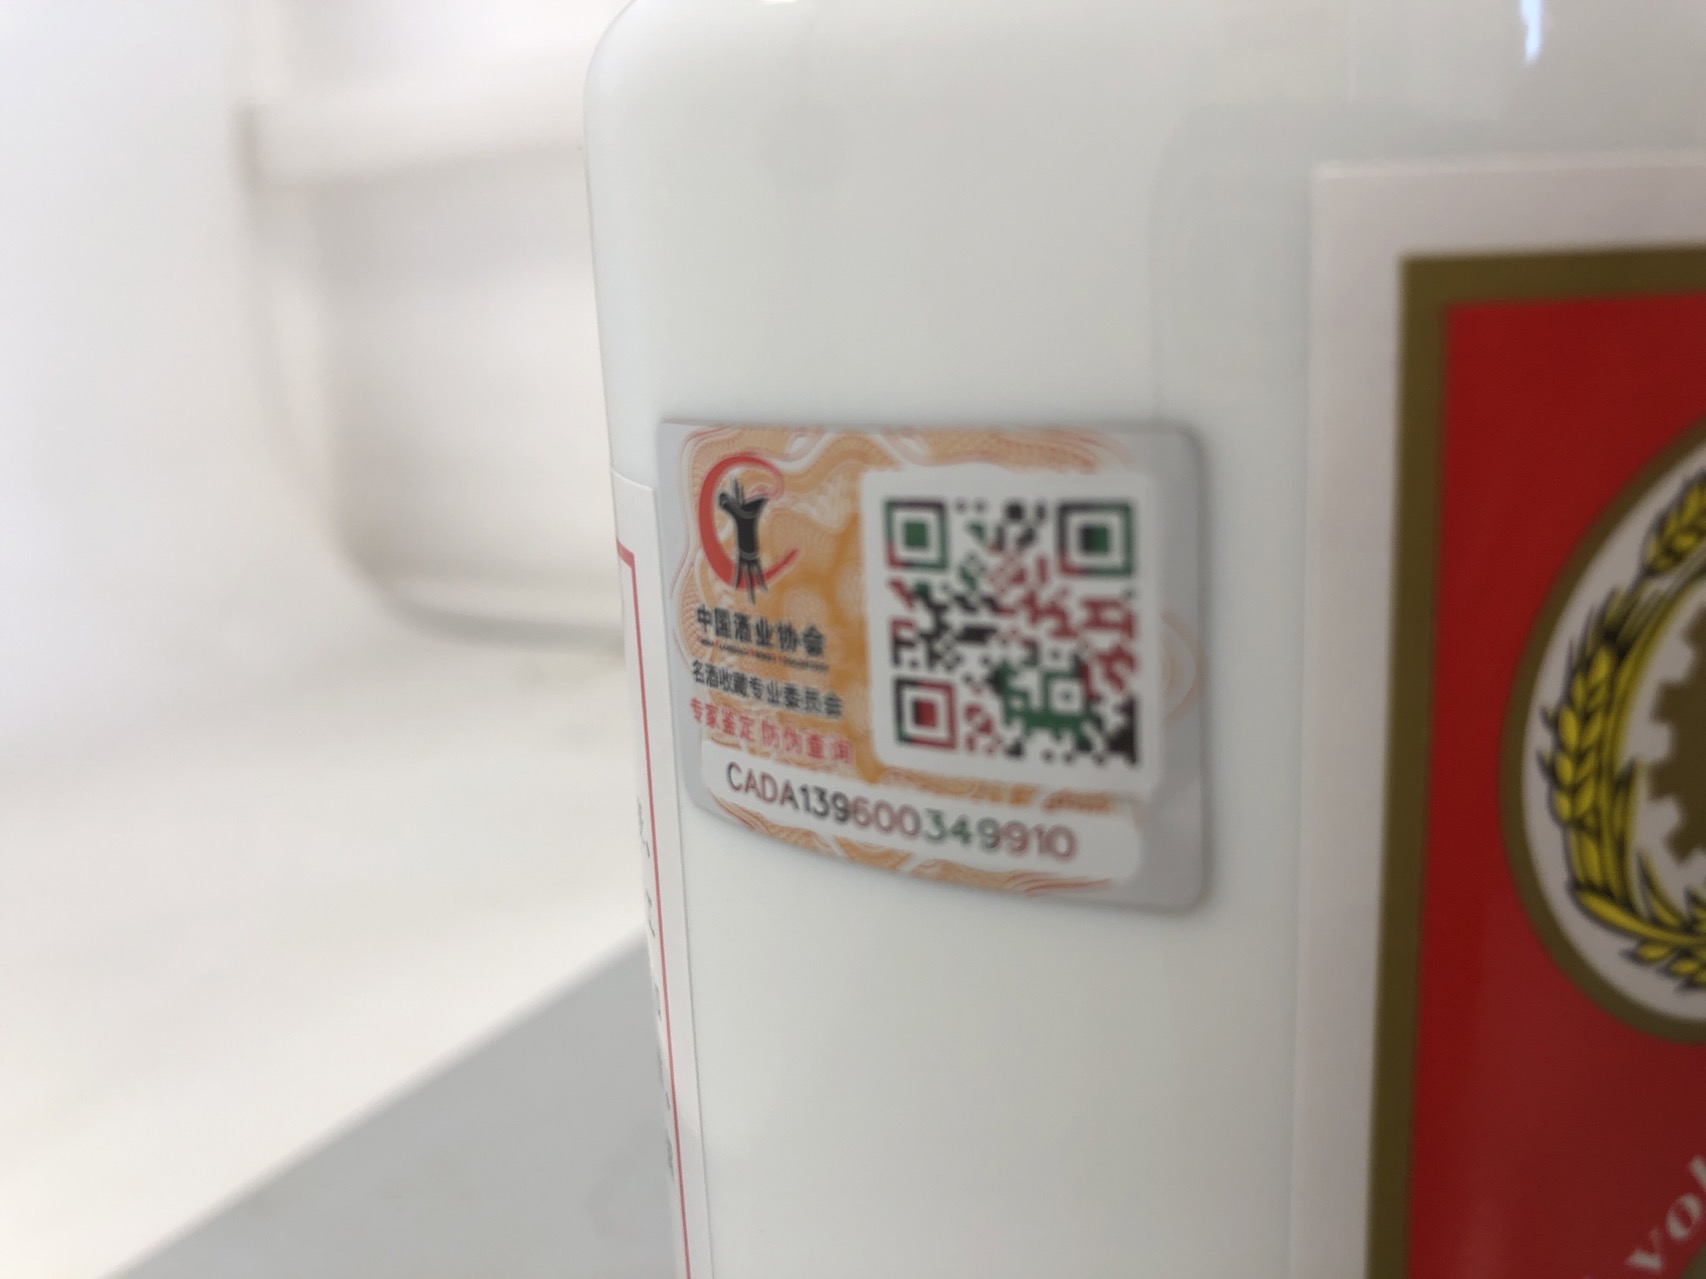 中国酒业协会
名酒收藏专业委员会
专家鉴定 防伪查询
CADA139600349910
vol